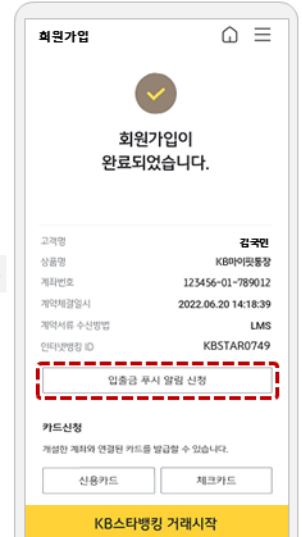 회원가입
회원가입이
완료되었습니다.
고객명 김국민
상품명 KB마이핏통장
계좌번호 123456-01-789012
계약체결일시 2022.06.20 14:18:39
계약서류 수신방법 LMS
인터넷뱅킹 ID KBSTAR0749
입출금 푸시 알림 신청
카드신청
개설한 계좌와 연결된 카드를 발급할 수 있습니다.
신용카드 체크카드
KB스타뱅킹 거래시작